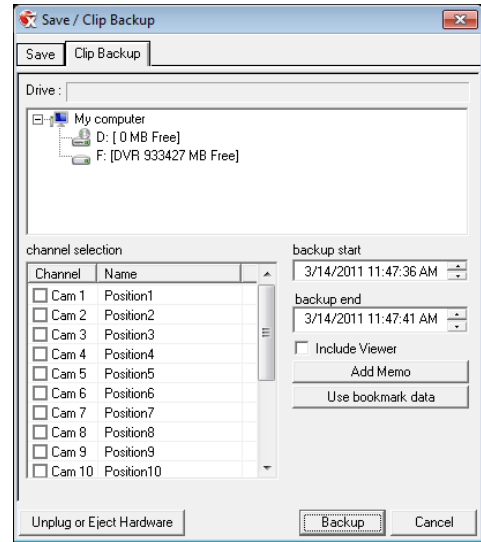 Save / Clip Backup
Save Clip Backup
Drive :
My computer
D: [ 0 MB Free]
F: [DVR 933427 MB Free]
channel selection
Channel Name
Cam 1 Position1
Cam 2 Position2
Cam 3 Position3
Cam 4 Position4
Cam 5 Position5
Cam 6 Position6
Cam 7 Position7
Cam 8 Position8
Cam 9 Position9
Cam 10 Position10
backup start
3/14/2011 11:47:36 AM
backup end
3/14/2011 11:47:41 AM
Include Viewer
Add Memo
Use bookmark data
Unplug or Eject Hardware Backup Cancel